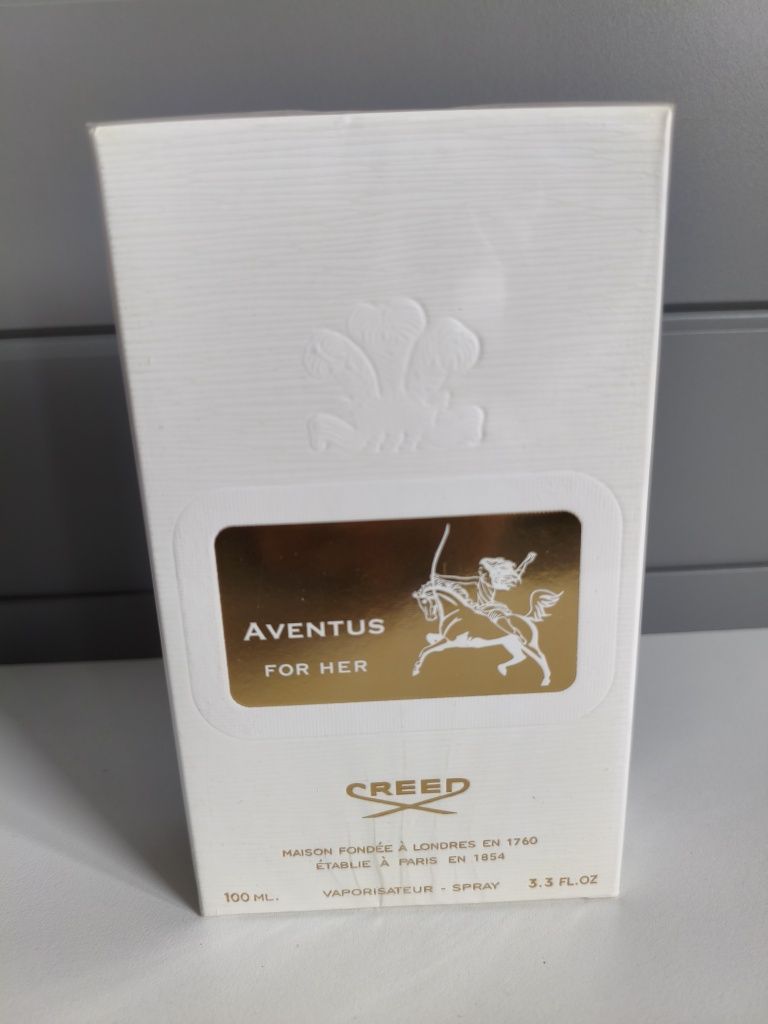 AVENTUS
FOR HER
CREED
MAISON FONDÉE À LONDRES EN 1760
ÉTABLIE À PARIS EN 1854
100 ML. VAPORISATEUR - SPRAY 3.3 FL.OZ